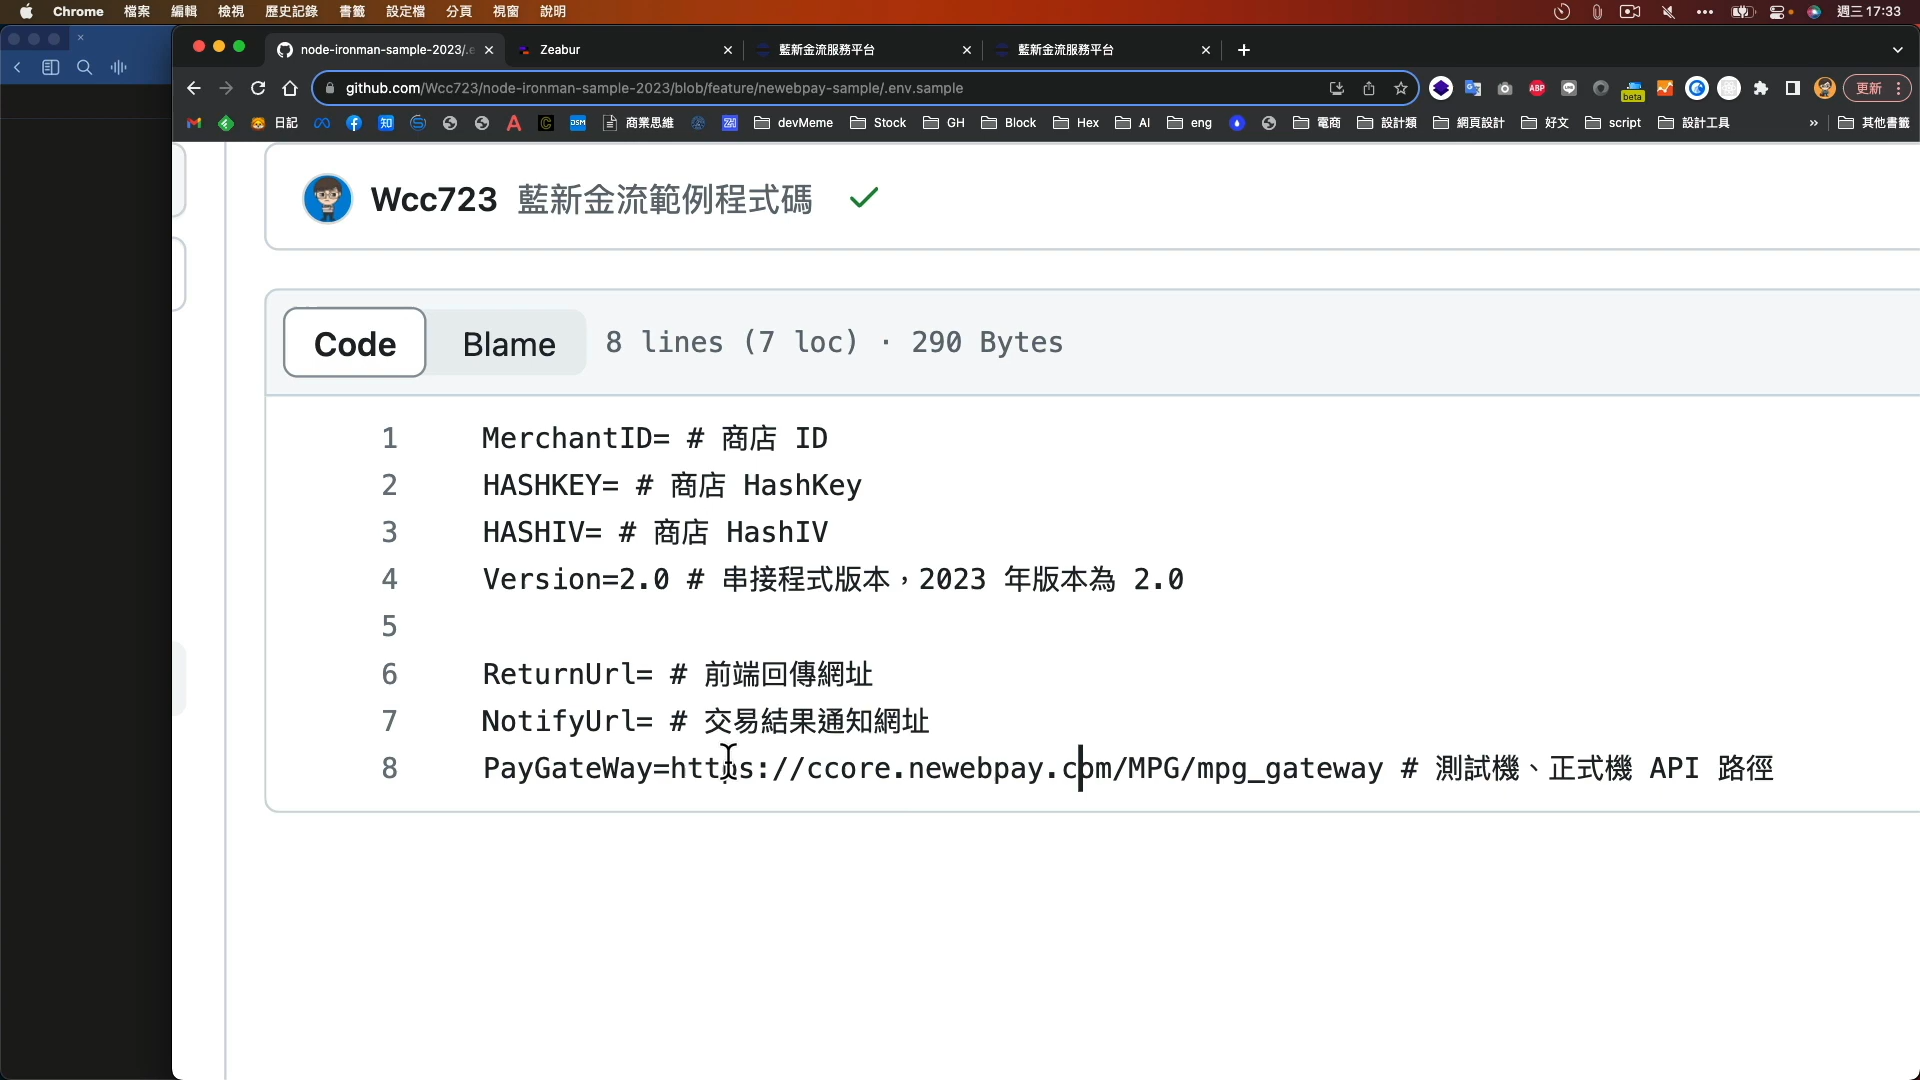 Chrome 檔案 編輯 檢視 歷史記錄 書籤 設定檔 分頁 視窗 說明 週三 17:33
node-ironman-sample-2023/.e Zeabur 藍新金流服務平台 藍新金流服務平台
github.com/Wcc723/node-ironman-sample-2023/blob/feature/newebpay-sample/.env.sample ABP beta 更新
日記 知 商業思維 devMeme Stock GH Block Hex AI eng 電商 設計類 網頁設計 好文 script 設計工具 » 其他書籤
Wcc723 藍新金流範例程式碼
Code Blame 8 lines (7 loc) · 290 Bytes
1 MerchantID= # 商店 ID
2 HASHKEY= # 商店 HashKey
3 HASHIV= # 商店 HashIV
4 Version=2.0 # 串接程式版本，2023 年版本為 2.0
5
6 ReturnUrl= # 前端回傳網址
7 NotifyUrl= # 交易結果通知網址
8 PayGateWay=https://ccore.newebpay.com/MPG/mpg_gateway # 測試機、正式機 API 路徑